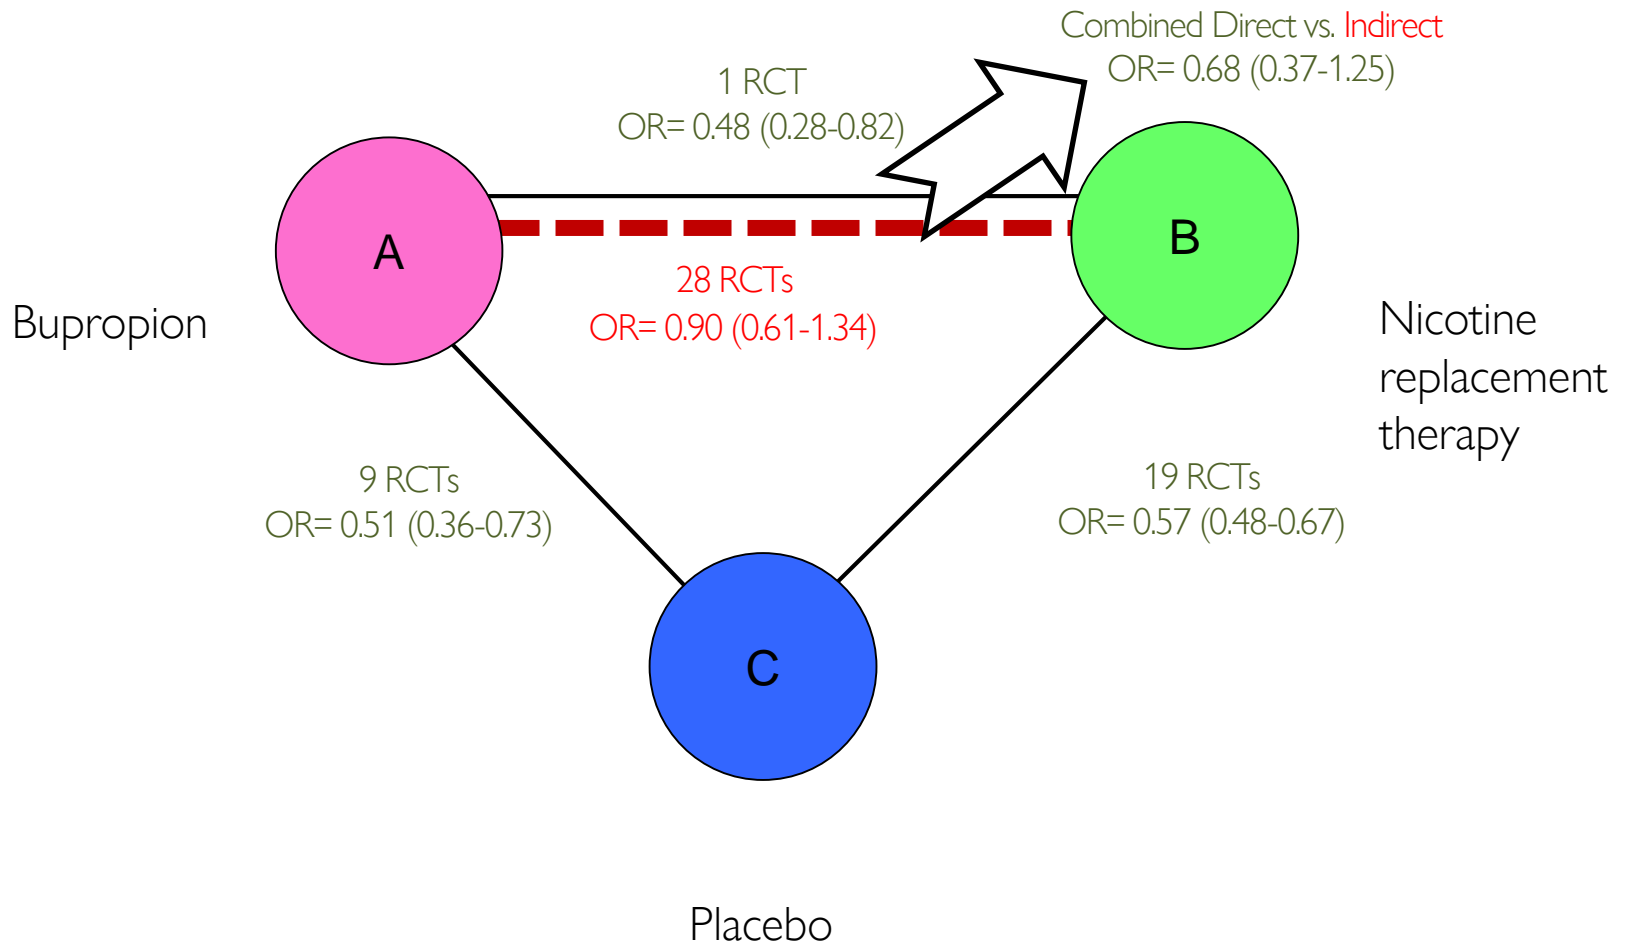 Combined Direct vs. Indirect
OR= 0.68 (0.37-1.25)
1 RCT
OR= 0.48 (0.28-0.82)
A
B
28 RCTs
OR= 0.90 (0.61-1.34)
Bupropion
Nicotine
replacement
therapy
9 RCTs
OR= 0.51 (0.36-0.73)
19 RCTs
OR= 0.57 (0.48-0.67)
C
Placebo